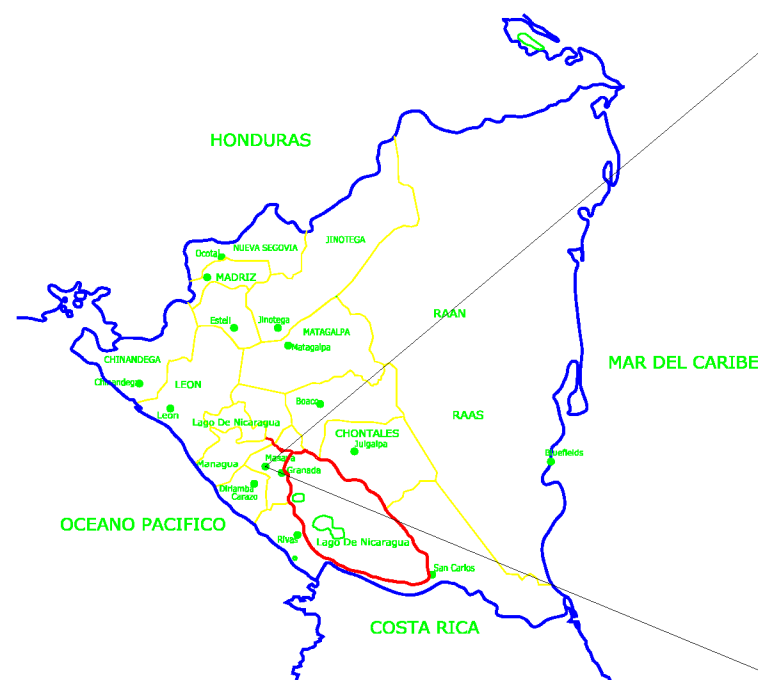 HONDURAS
NUEVA SEGOVIA
JINOTEGA
Ocotal
MADRIZ
RAAN
Esteli
Jinotega
MATAGALPA
Matagalpa
CHINANDEGA
MAR DEL CARIBE
Chinandega
LEON
Boaco
Leon
RAAS
Lago De Nicaragua
CHONTALES
Juigalpa
Bluefields
Managua
Masaya
Granada
Diriamba
Carazo
OCEANO PACIFICO
Rivas
Lago De Nicaragua
San Carlos
COSTA RICA